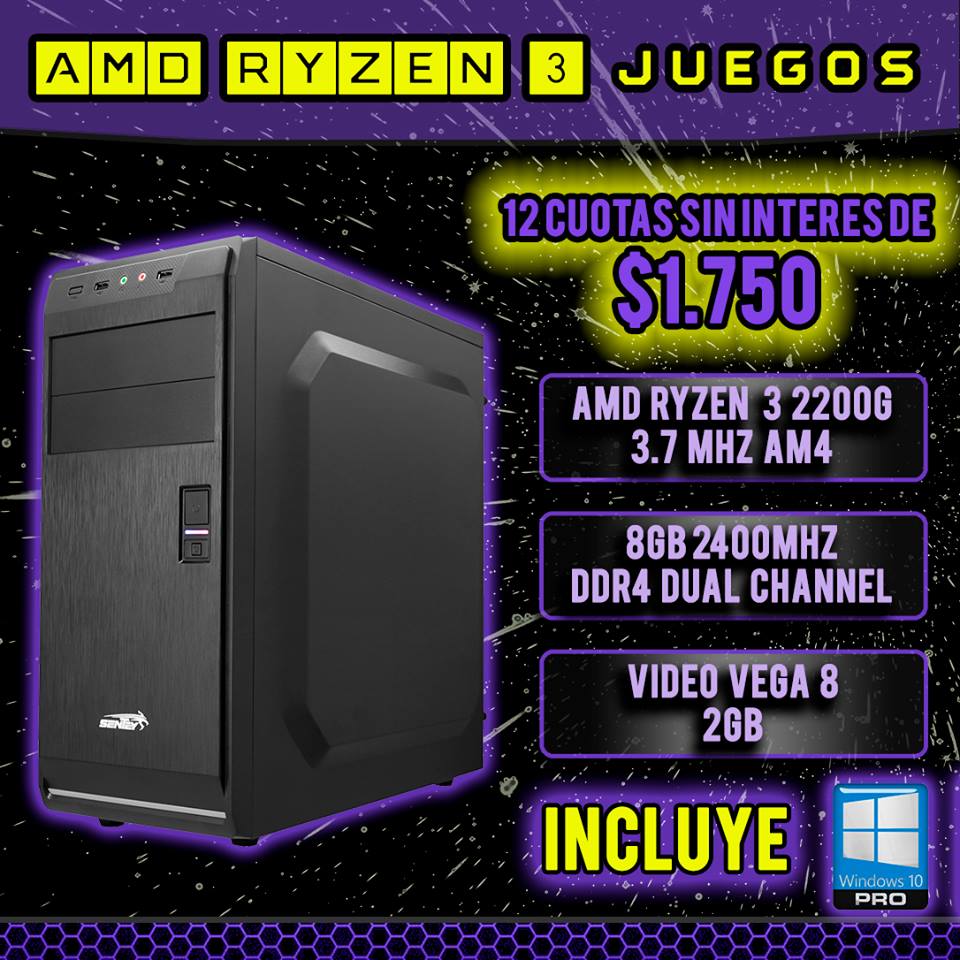 AMD RYZEN 3 JUEGOS
12 CUOTAS SIN INTERES DE
$1.750
AMD RYZEN 3 2200G
3.7 MHZ AM4
8GB 2400MHZ
DDR4 DUAL CHANNEL
VIDEO VEGA 8
2GB
SENTEY
INCLUYE
Windows 10
PRO